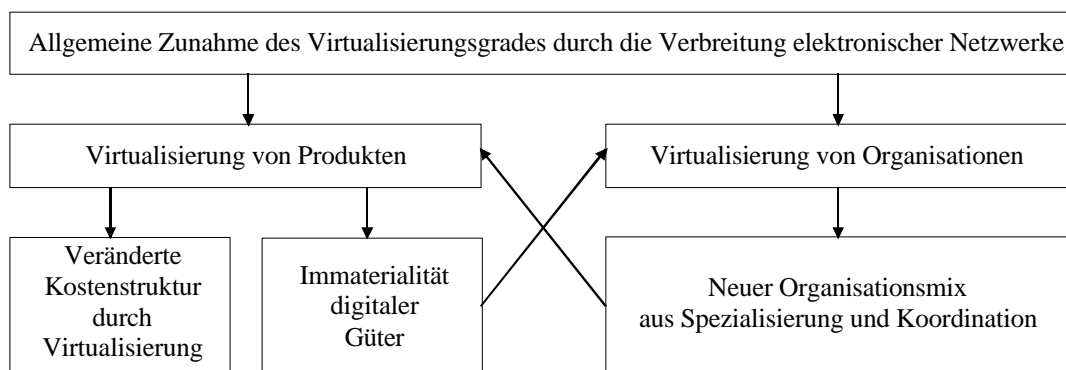 Allgemeine Zunahme des Virtualisierungsgrades durch die Verbreitung elektronischer Netzwerke
Virtualisierung von Produkten
Virtualisierung von Organisationen
Veränderte
Kostenstruktur
durch
Virtualisierung
Immaterialität
digitaler
Güter
Neuer Organisationsmix
aus Spezialisierung und Koordination